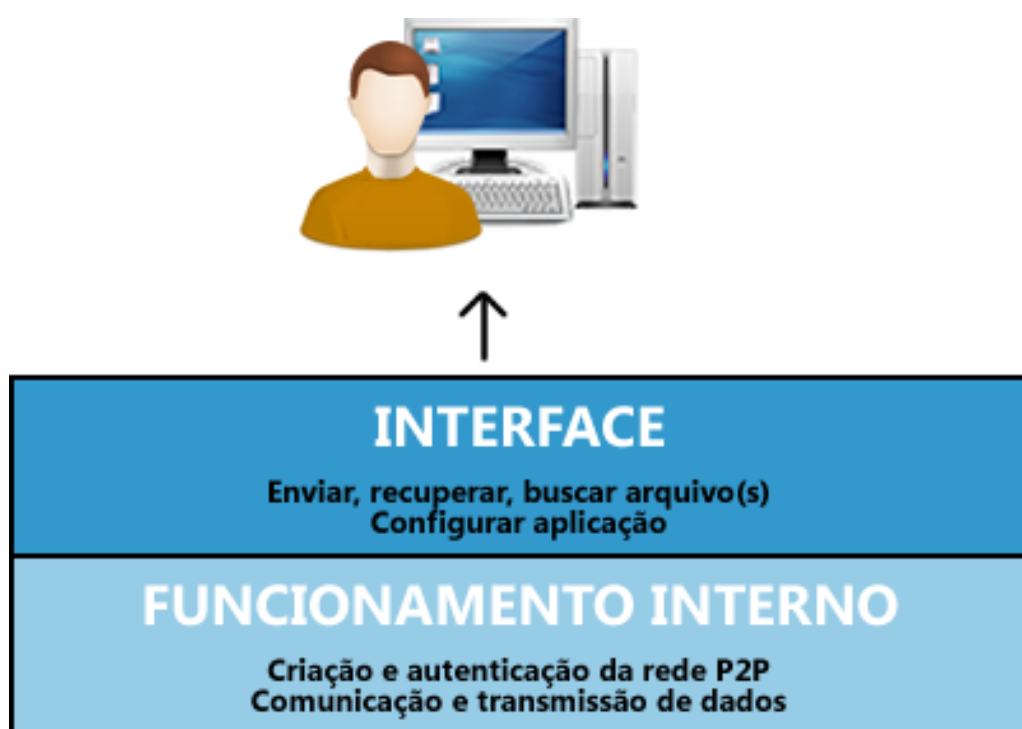 INTERFACE
Enviar, recuperar, buscar arquivo(s)
Configurar aplicação
FUNCIONAMENTO INTERNO
Criação e autenticação da rede P2P
Comunicação e transmissão de dados